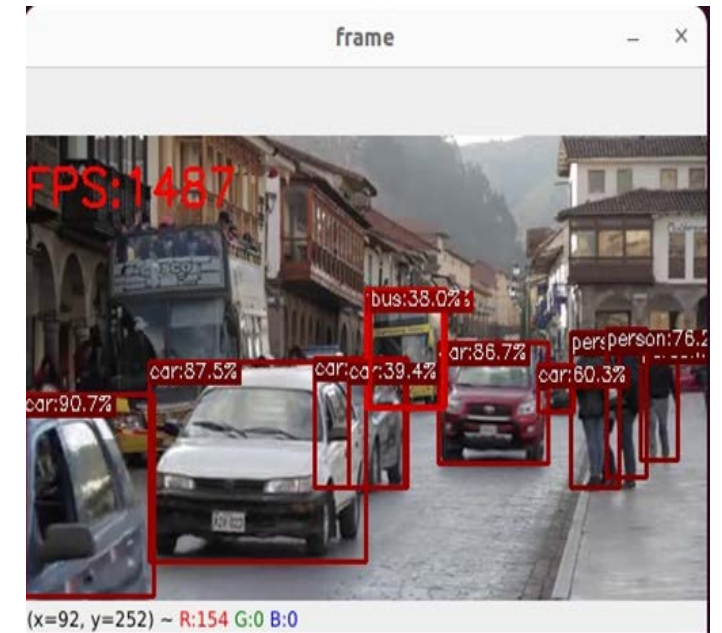 frame
FPS:1487
bus:38.0%
car:87.5%
car:
car:39.4%
car:86.7%
car:60.3%
person:76.2
car:90.7%
(x=92, y=252) ~ R:154 G:0 B:0